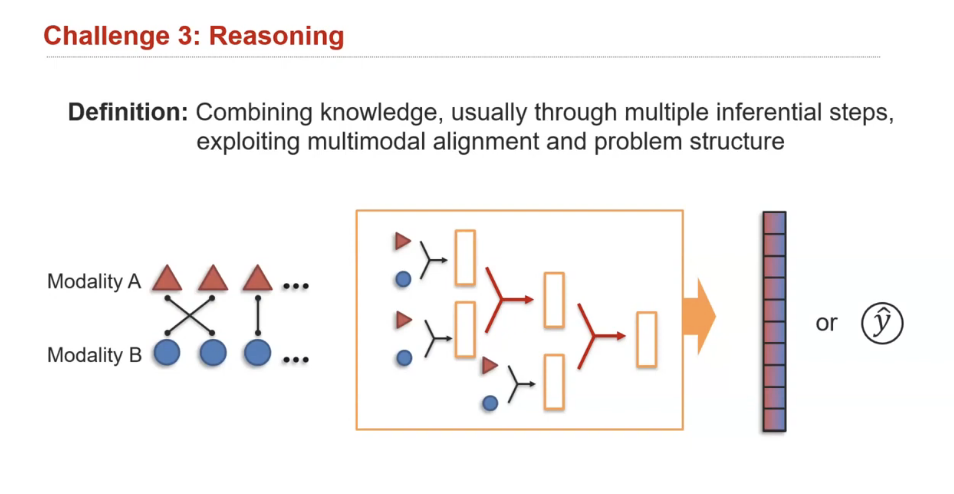 Challenge 3: Reasoning
Definition: Combining knowledge, usually through multiple inferential steps,
exploiting multimodal alignment and problem structure
Modality A
Modality B
or
ŷ